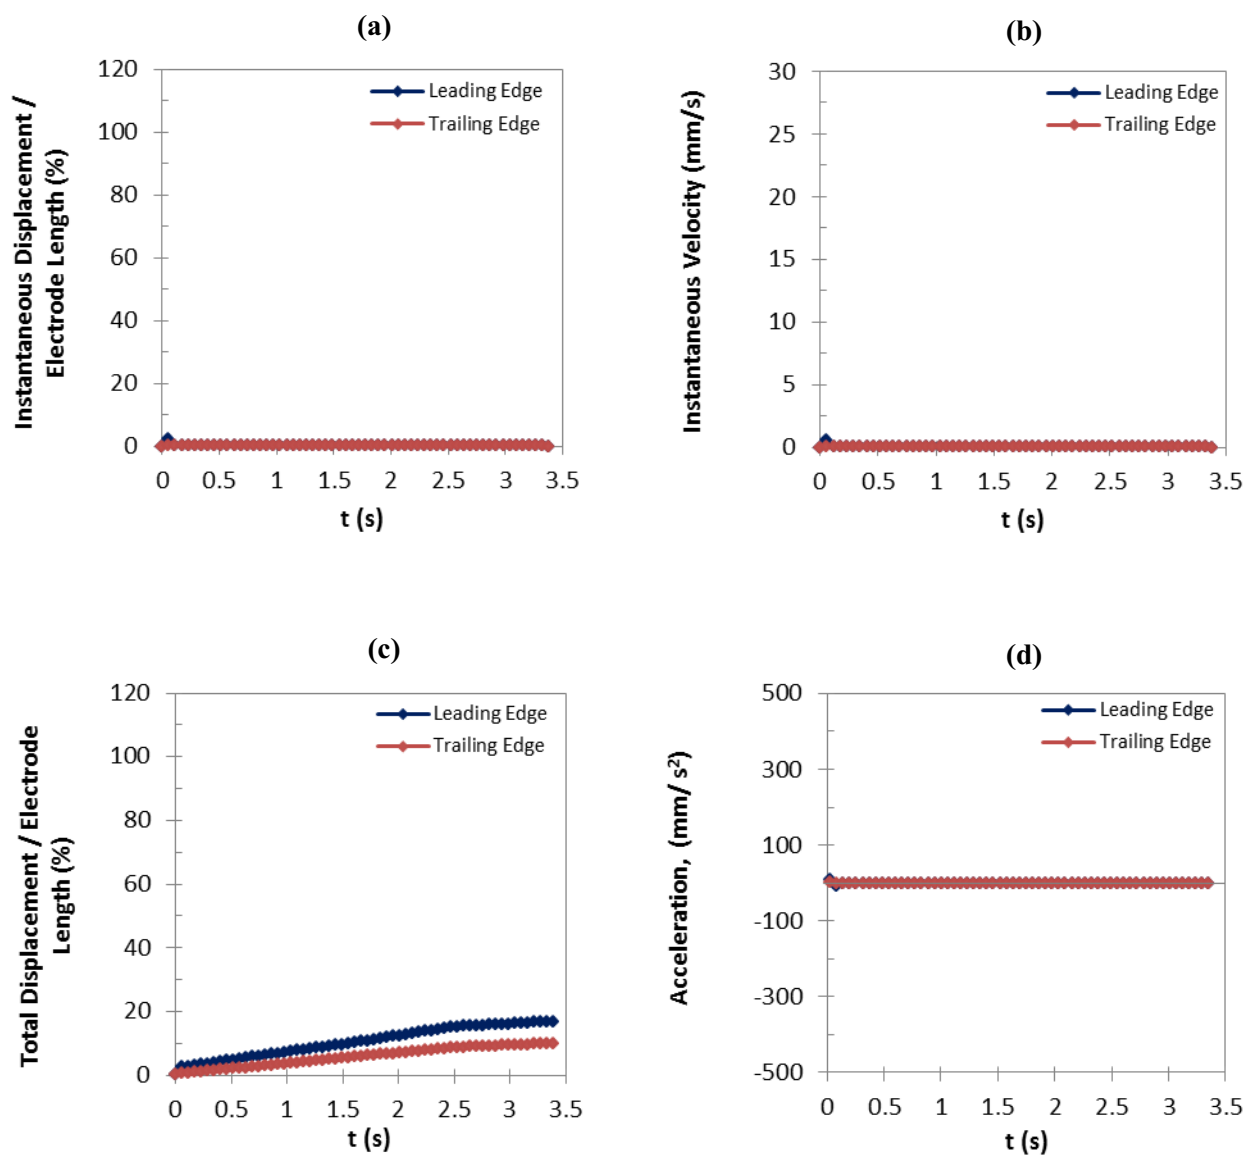 (a)
120
100
80
60
40
20
0
0 0.5 1 1.5 2 2.5 3 3.5
t (s)
Instantaneous Displacement /
Electrode Length (%)
Leading Edge
Trailing Edge
(b)
30
25
20
15
10
5
0
0 0.5 1 1.5 2 2.5 3 3.5
t (s)
Instantaneous Velocity (mm/s)
Leading Edge
Trailing Edge
(c)
120
100
80
60
40
20
0
0 0.5 1 1.5 2 2.5 3 3.5
t (s)
Total Displacement / Electrode
Length (%)
Leading Edge
Trailing Edge
(d)
500
300
100
-100
-300
-500
0 0.5 1 1.5 2 2.5 3 3.5
t (s)
Acceleration, (mm/ s²)
Leading Edge
Trailing Edge